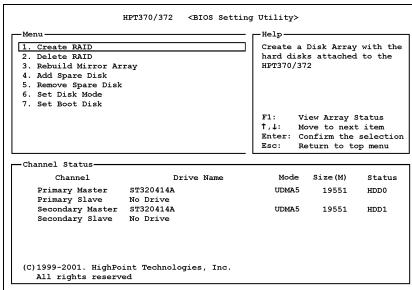 HPT370/372 <BIOS Setting Utility>
Menu
1. Create RAID
2. Delete RAID
3. Rebuild Mirror Array
4. Add Spare Disk
5. Remove Spare Disk
6. Set Disk Mode
7. Set Boot Disk
Help
Create a Disk Array with the
hard disks attached to the
HPT370/372
F1: View Array Status
↑,↓: Move to next item
Enter: Confirm the selection
Esc: Return to top menu
Channel Status
Channel Drive Name Mode Size(M) Status
Primary Master ST320414A UDMA5 19551 HDD0
Primary Slave No Drive
Secondary Master ST320414A UDMA5 19551 HDD1
Secondary Slave No Drive
(C)1999-2001. HighPoint Technologies, Inc.
All rights reserved